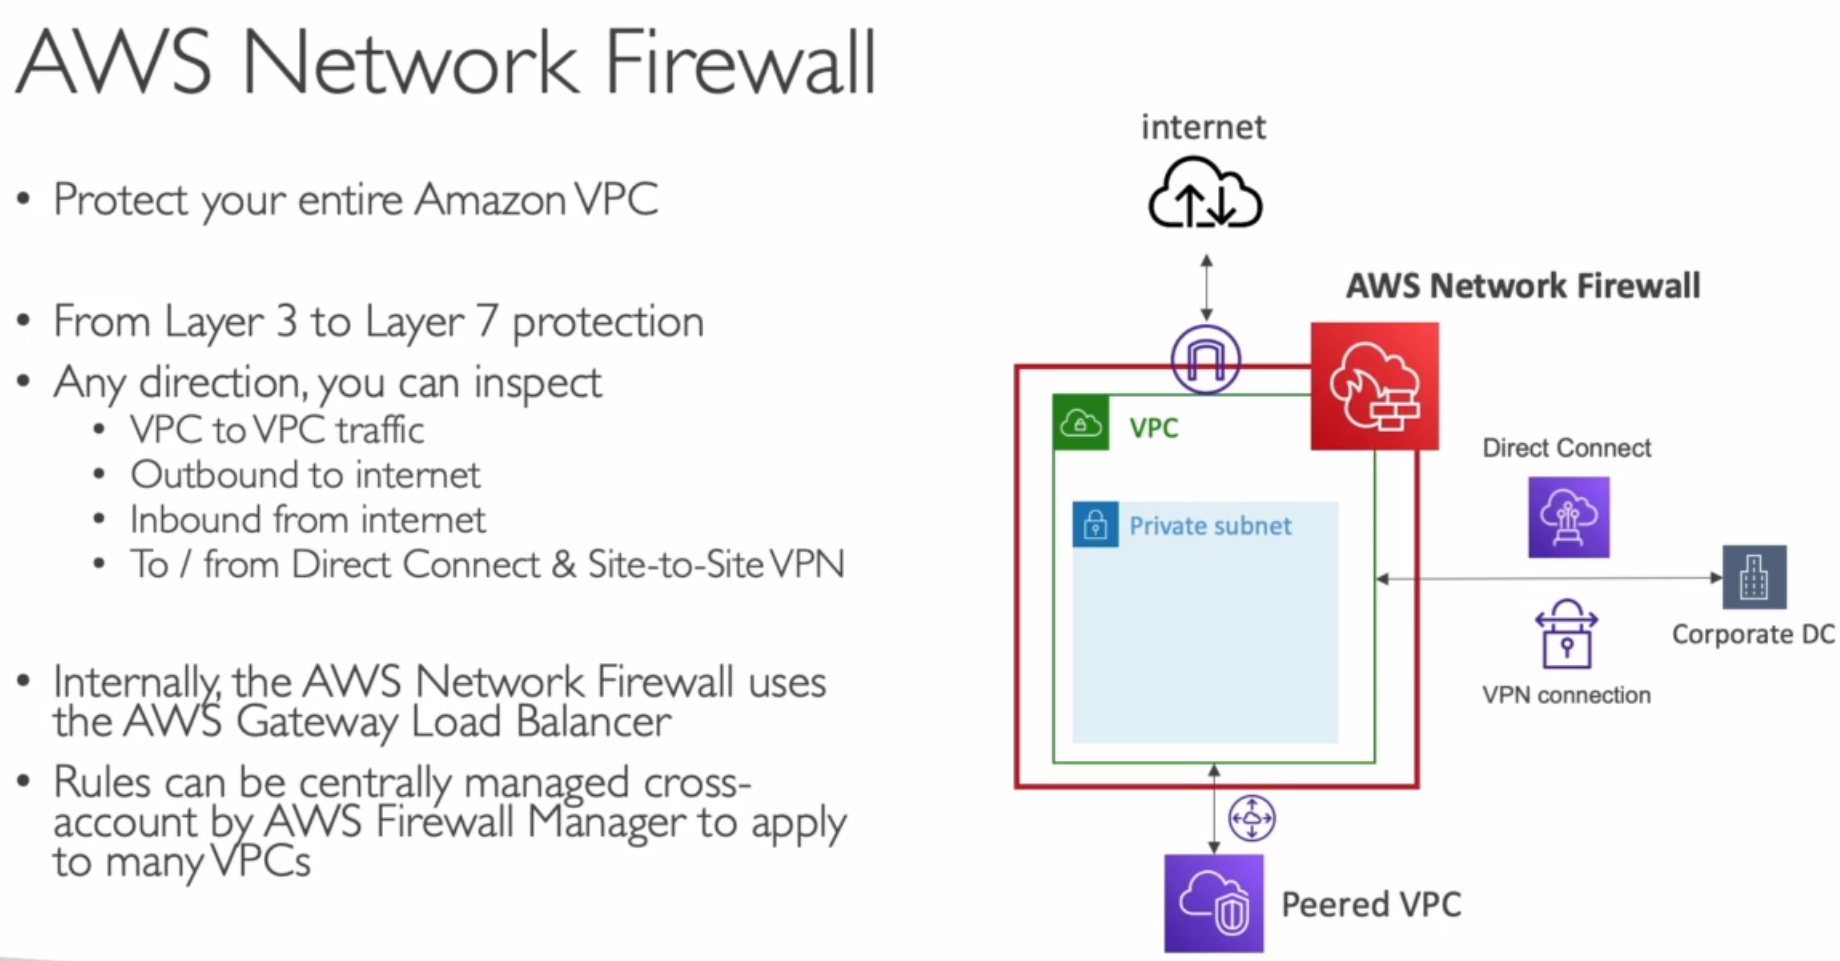 AWS Network Firewall
• Protect your entire Amazon VPC
• From Layer 3 to Layer 7 protection
• Any direction, you can inspect
• VPC to VPC traffic
• Outbound to internet
• Inbound from internet
• To / from Direct Connect & Site-to-Site VPN
• Internally, the AWS Network Firewall uses
the AWS Gateway Load Balancer
• Rules can be centrally managed cross-
account by AWS Firewall Manager to apply
to many VPCs
internet
AWS Network Firewall
VPC
Direct Connect
Private subnet
Corporate DC
VPN connection
Peered VPC